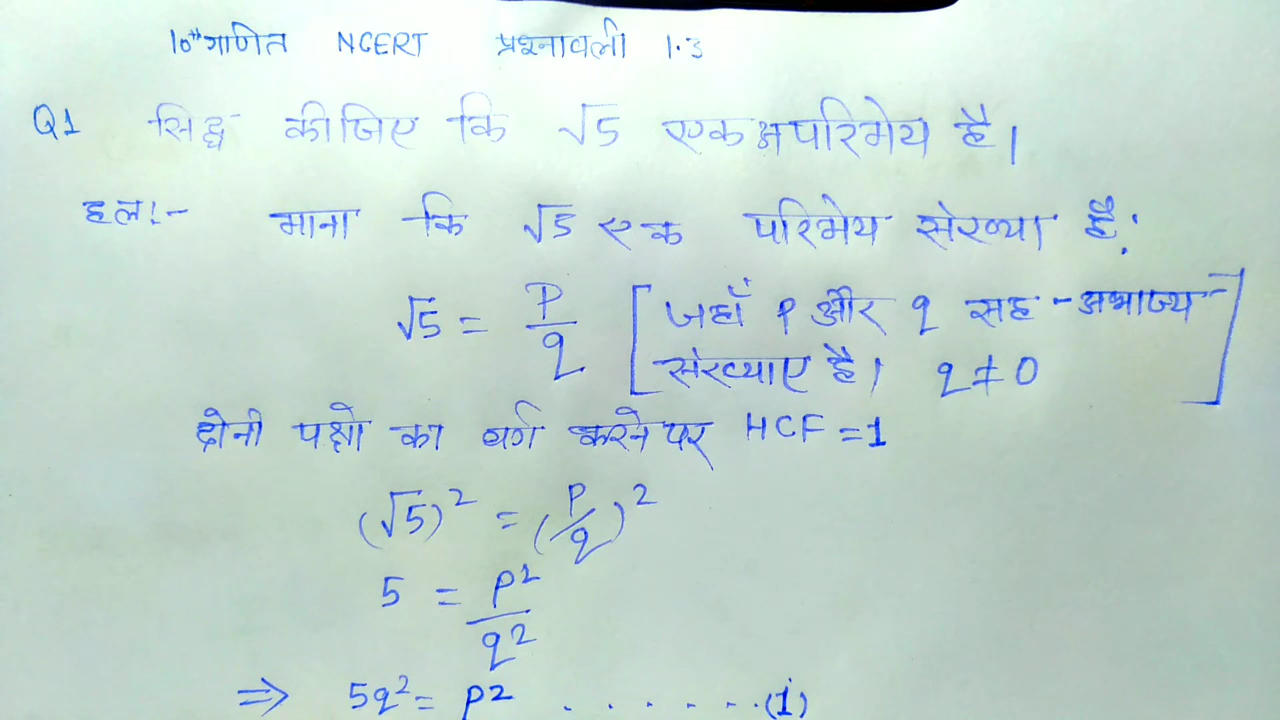 10th गणित NCERT प्रश्नावली 1.3
Q1 सिद्ध कीजिए कि √5 एक अपरिमेय है।
हलः- माना कि √5 एक परिमेय संख्या है:
√5 = p/q [जहाँ p और q सह-अभाज्य
संख्याए है। q ≠ 0]
दोनो पक्षो का वर्ग करने पर HCF = 1
(√5)² = (p/q)²
5 = p²/q²
⇒ 5q² = p² . . . . . . . . (i)